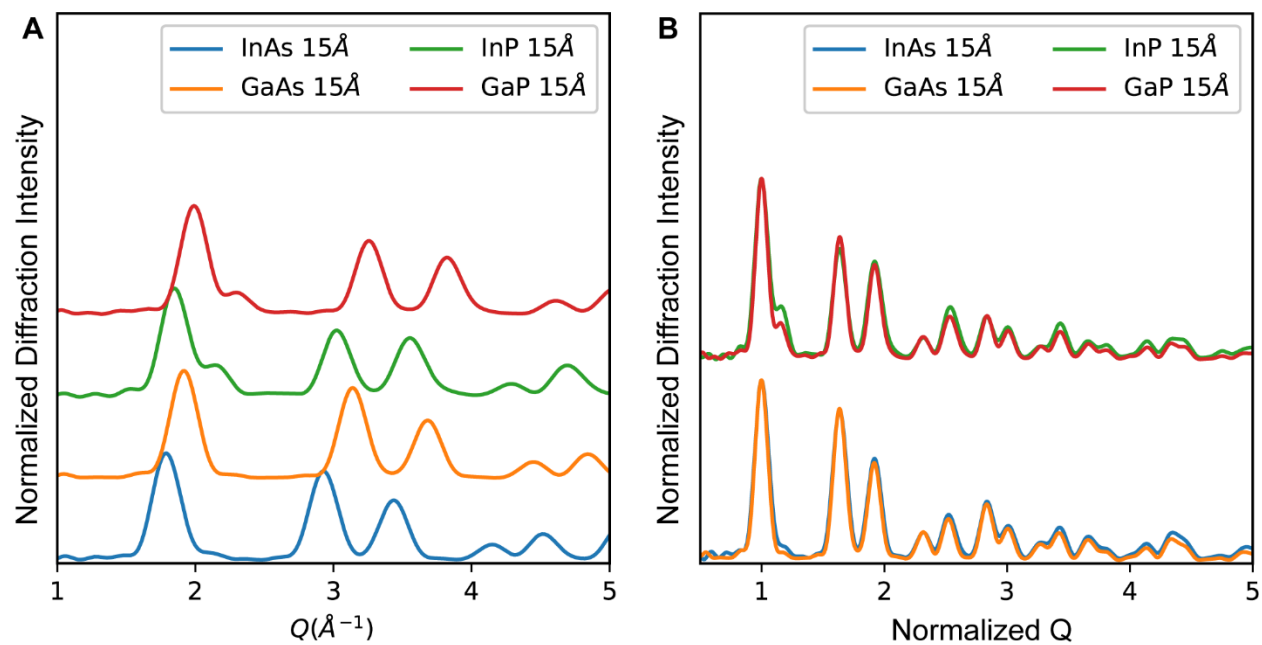 A
InAs 15Å
InP 15Å
GaAs 15Å
GaP 15Å
Normalized Diffraction Intensity
1 2 3 4 5
Q(Å⁻¹)
B
InAs 15Å
InP 15Å
GaAs 15Å
GaP 15Å
Normalized Diffraction Intensity
1 2 3 4 5
Normalized Q